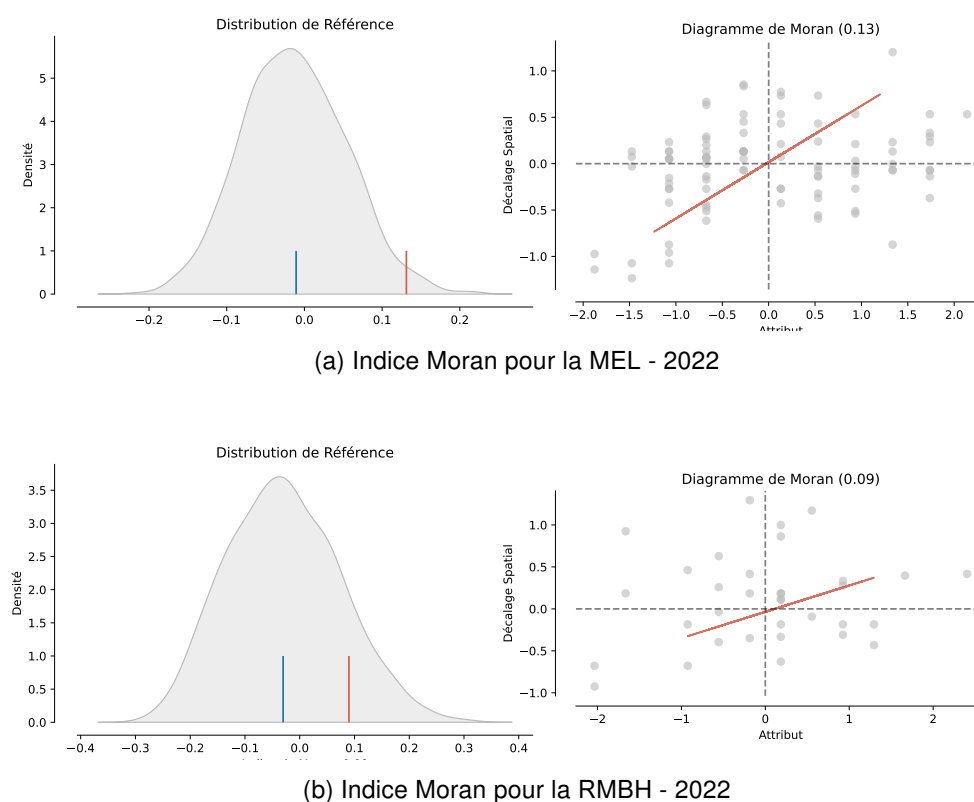 Distribution de Référence
Densité
5
4
3
2
1
0
−0.2 −0.1 0.0 0.1 0.2
Diagramme de Moran (0.13)
Décalage Spatial
1.0
0.5
0.0
−0.5
−1.0
−2.0 −1.5 −1.0 −0.5 0.0 0.5 1.0 1.5 2.0
Attribut
(a) Indice Moran pour la MEL - 2022
Distribution de Référence
Densité
3.5
3.0
2.5
2.0
1.5
1.0
0.5
0.0
−0.4 −0.3 −0.2 −0.1 0.0 0.1 0.2 0.3 0.4
Diagramme de Moran (0.09)
Décalage Spatial
1.0
0.5
0.0
−0.5
−1.0
−2 −1 0 1 2
Attribut
(b) Indice Moran pour la RMBH - 2022